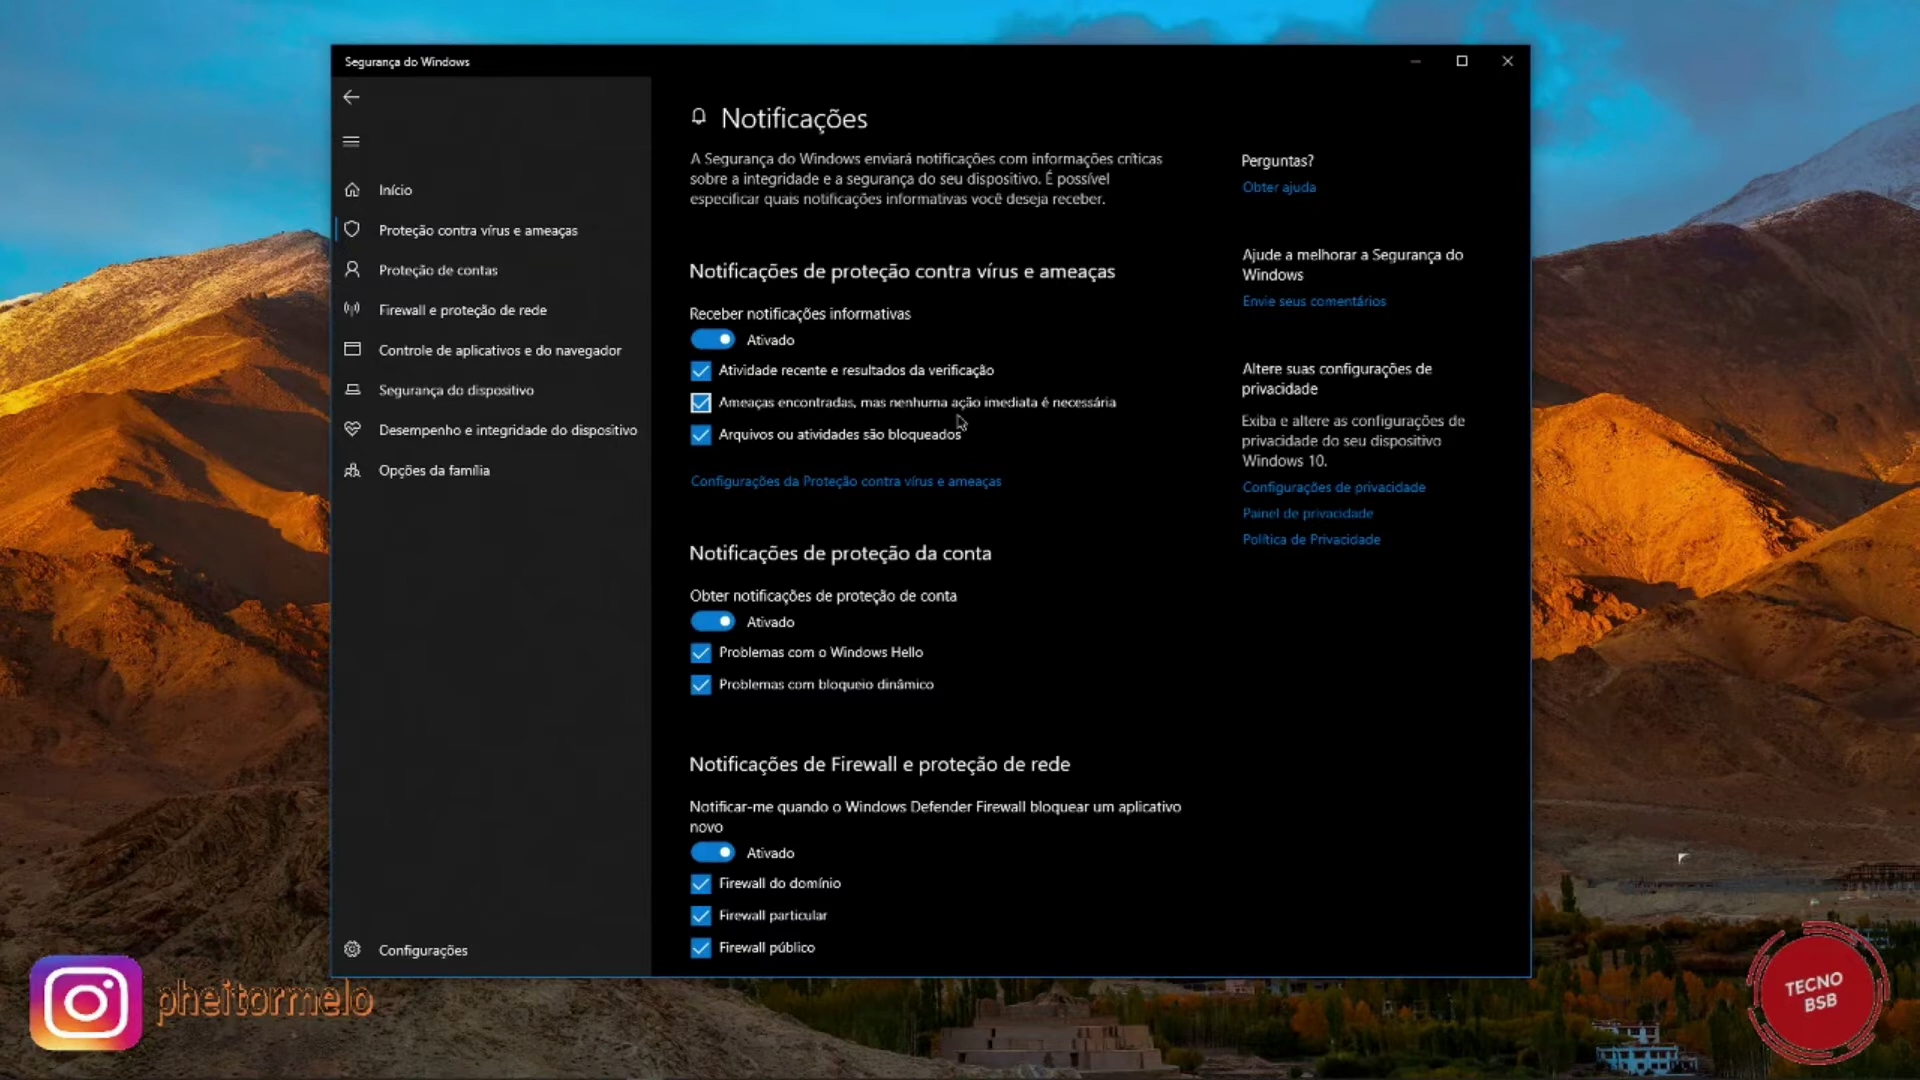 Segurança do Windows
Início
Proteção contra vírus e ameaças
Proteção de contas
Firewall e proteção de rede
Controle de aplicativos e do navegador
Segurança do dispositivo
Desempenho e integridade do dispositivo
Opções da família
Configurações
Notificações
A Segurança do Windows enviará notificações com informações críticas
sobre a integridade e a segurança do seu dispositivo. É possível
especificar quais notificações informativas você deseja receber.
Notificações de proteção contra vírus e ameaças
Receber notificações informativas
Ativado
Atividade recente e resultados da verificação
Ameaças encontradas, mas nenhuma ação imediata é necessária
Arquivos ou atividades são bloqueados
Configurações da Proteção contra vírus e ameaças
Notificações de proteção da conta
Obter notificações de proteção de conta
Ativado
Problemas com o Windows Hello
Problemas com bloqueio dinâmico
Notificações de Firewall e proteção de rede
Notificar-me quando o Windows Defender Firewall bloquear um aplicativo
novo
Ativado
Firewall do domínio
Firewall particular
Firewall público
Perguntas?
Obter ajuda
Ajude a melhorar a Segurança do
Windows
Envie seus comentários
Altere suas configurações de
privacidade
Exiba e altere as configurações de
privacidade do seu dispositivo
Windows 10.
Configurações de privacidade
Painel de privacidade
Política de Privacidade
pheitormelo
TECNO
BSB